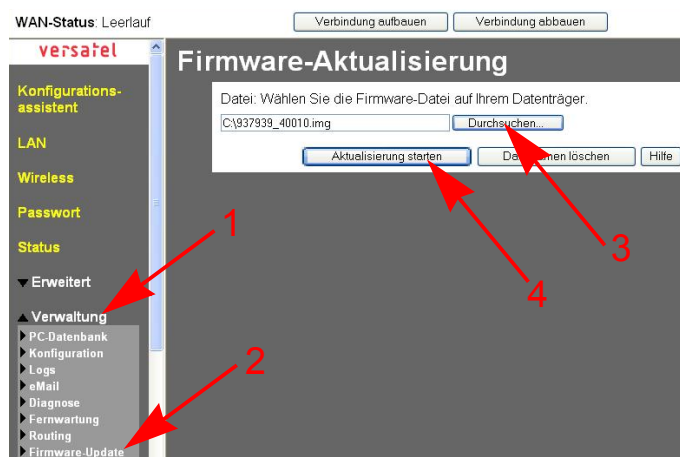 WAN-Status: Leerlauf
Verbindung aufbauen
Verbindung abbauen
versatel
Firmware-Aktualisierung
Konfigurations-
assistent
LAN
Wireless
Passwort
Status
Erweitert
Verwaltung
PC-Datenbank
Konfiguration
Logs
eMail
Diagnose
Fernwartung
Routing
Firmware-Update
Datei: Wählen Sie die Firmware-Datei auf Ihrem Datenträger.
C:\937939_40010.img
Durchsuchen...
Aktualisierung starten
löschen
Hilfe
1
2
3
4